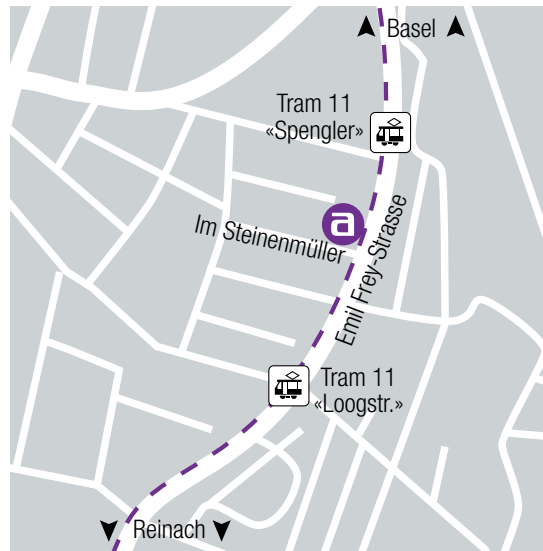 Basel
Tram 11
«Spengler»
a
Im Steinenmüller
Emil Frey-Strasse
Tram 11
«Loogstr.»
Reinach